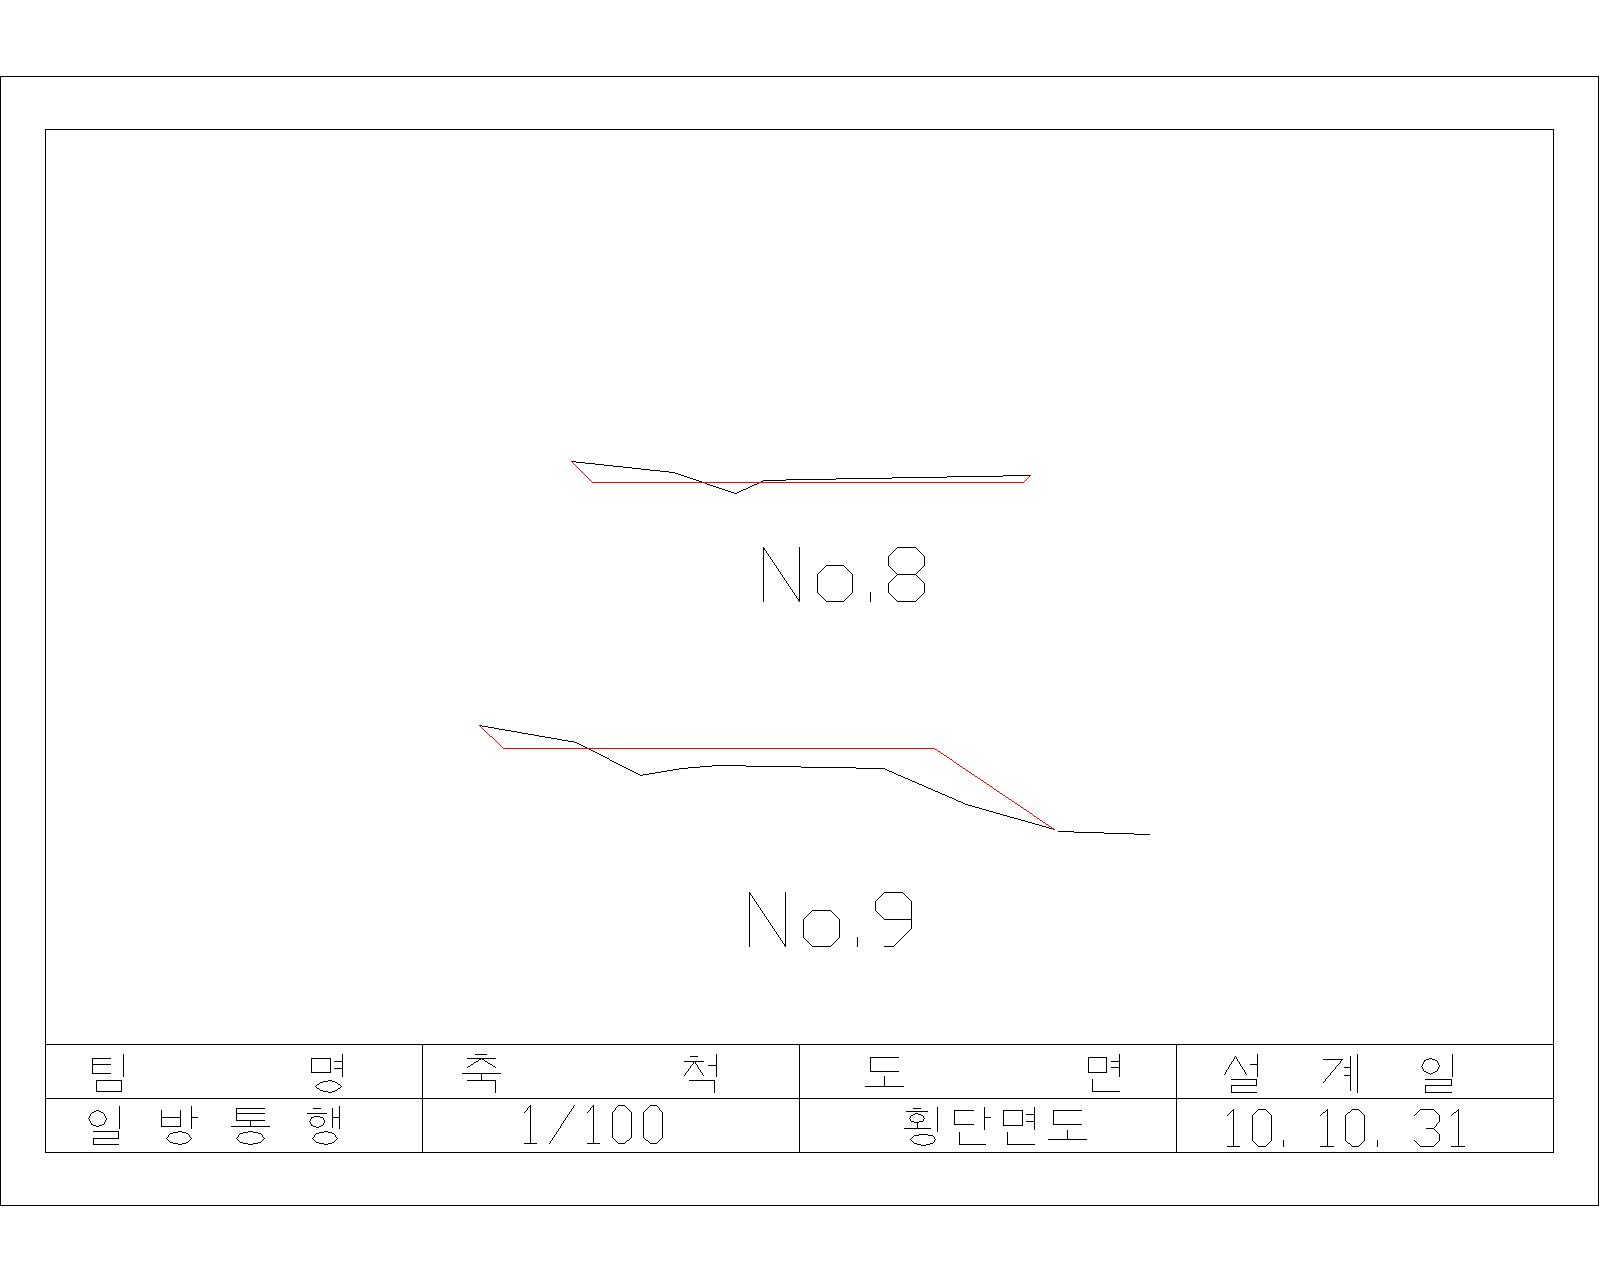 No.8
No.9
팀 명 축 척 도 면 설 계 일
일 방 통 행 1/100 횡단면도 10. 10. 31